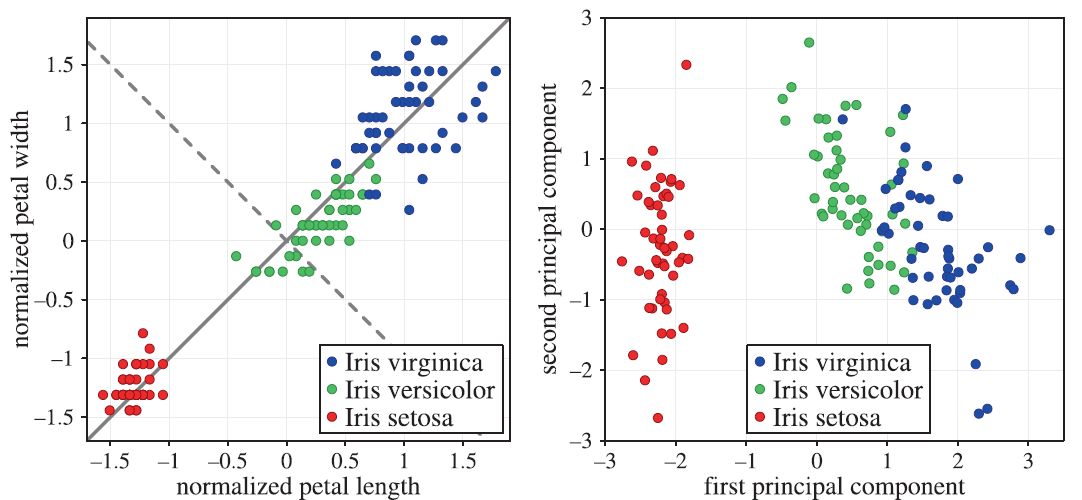 normalized petal width
1.5
1
0.5
0
−0.5
−1
−1.5
−1.5
−1
−0.5
0
0.5
1
1.5
normalized petal length
Iris virginica
Iris versicolor
Iris setosa
second principal component
3
2
1
0
−1
−2
−3
−3
−2
−1
0
1
2
3
first principal component
Iris virginica
Iris versicolor
Iris setosa